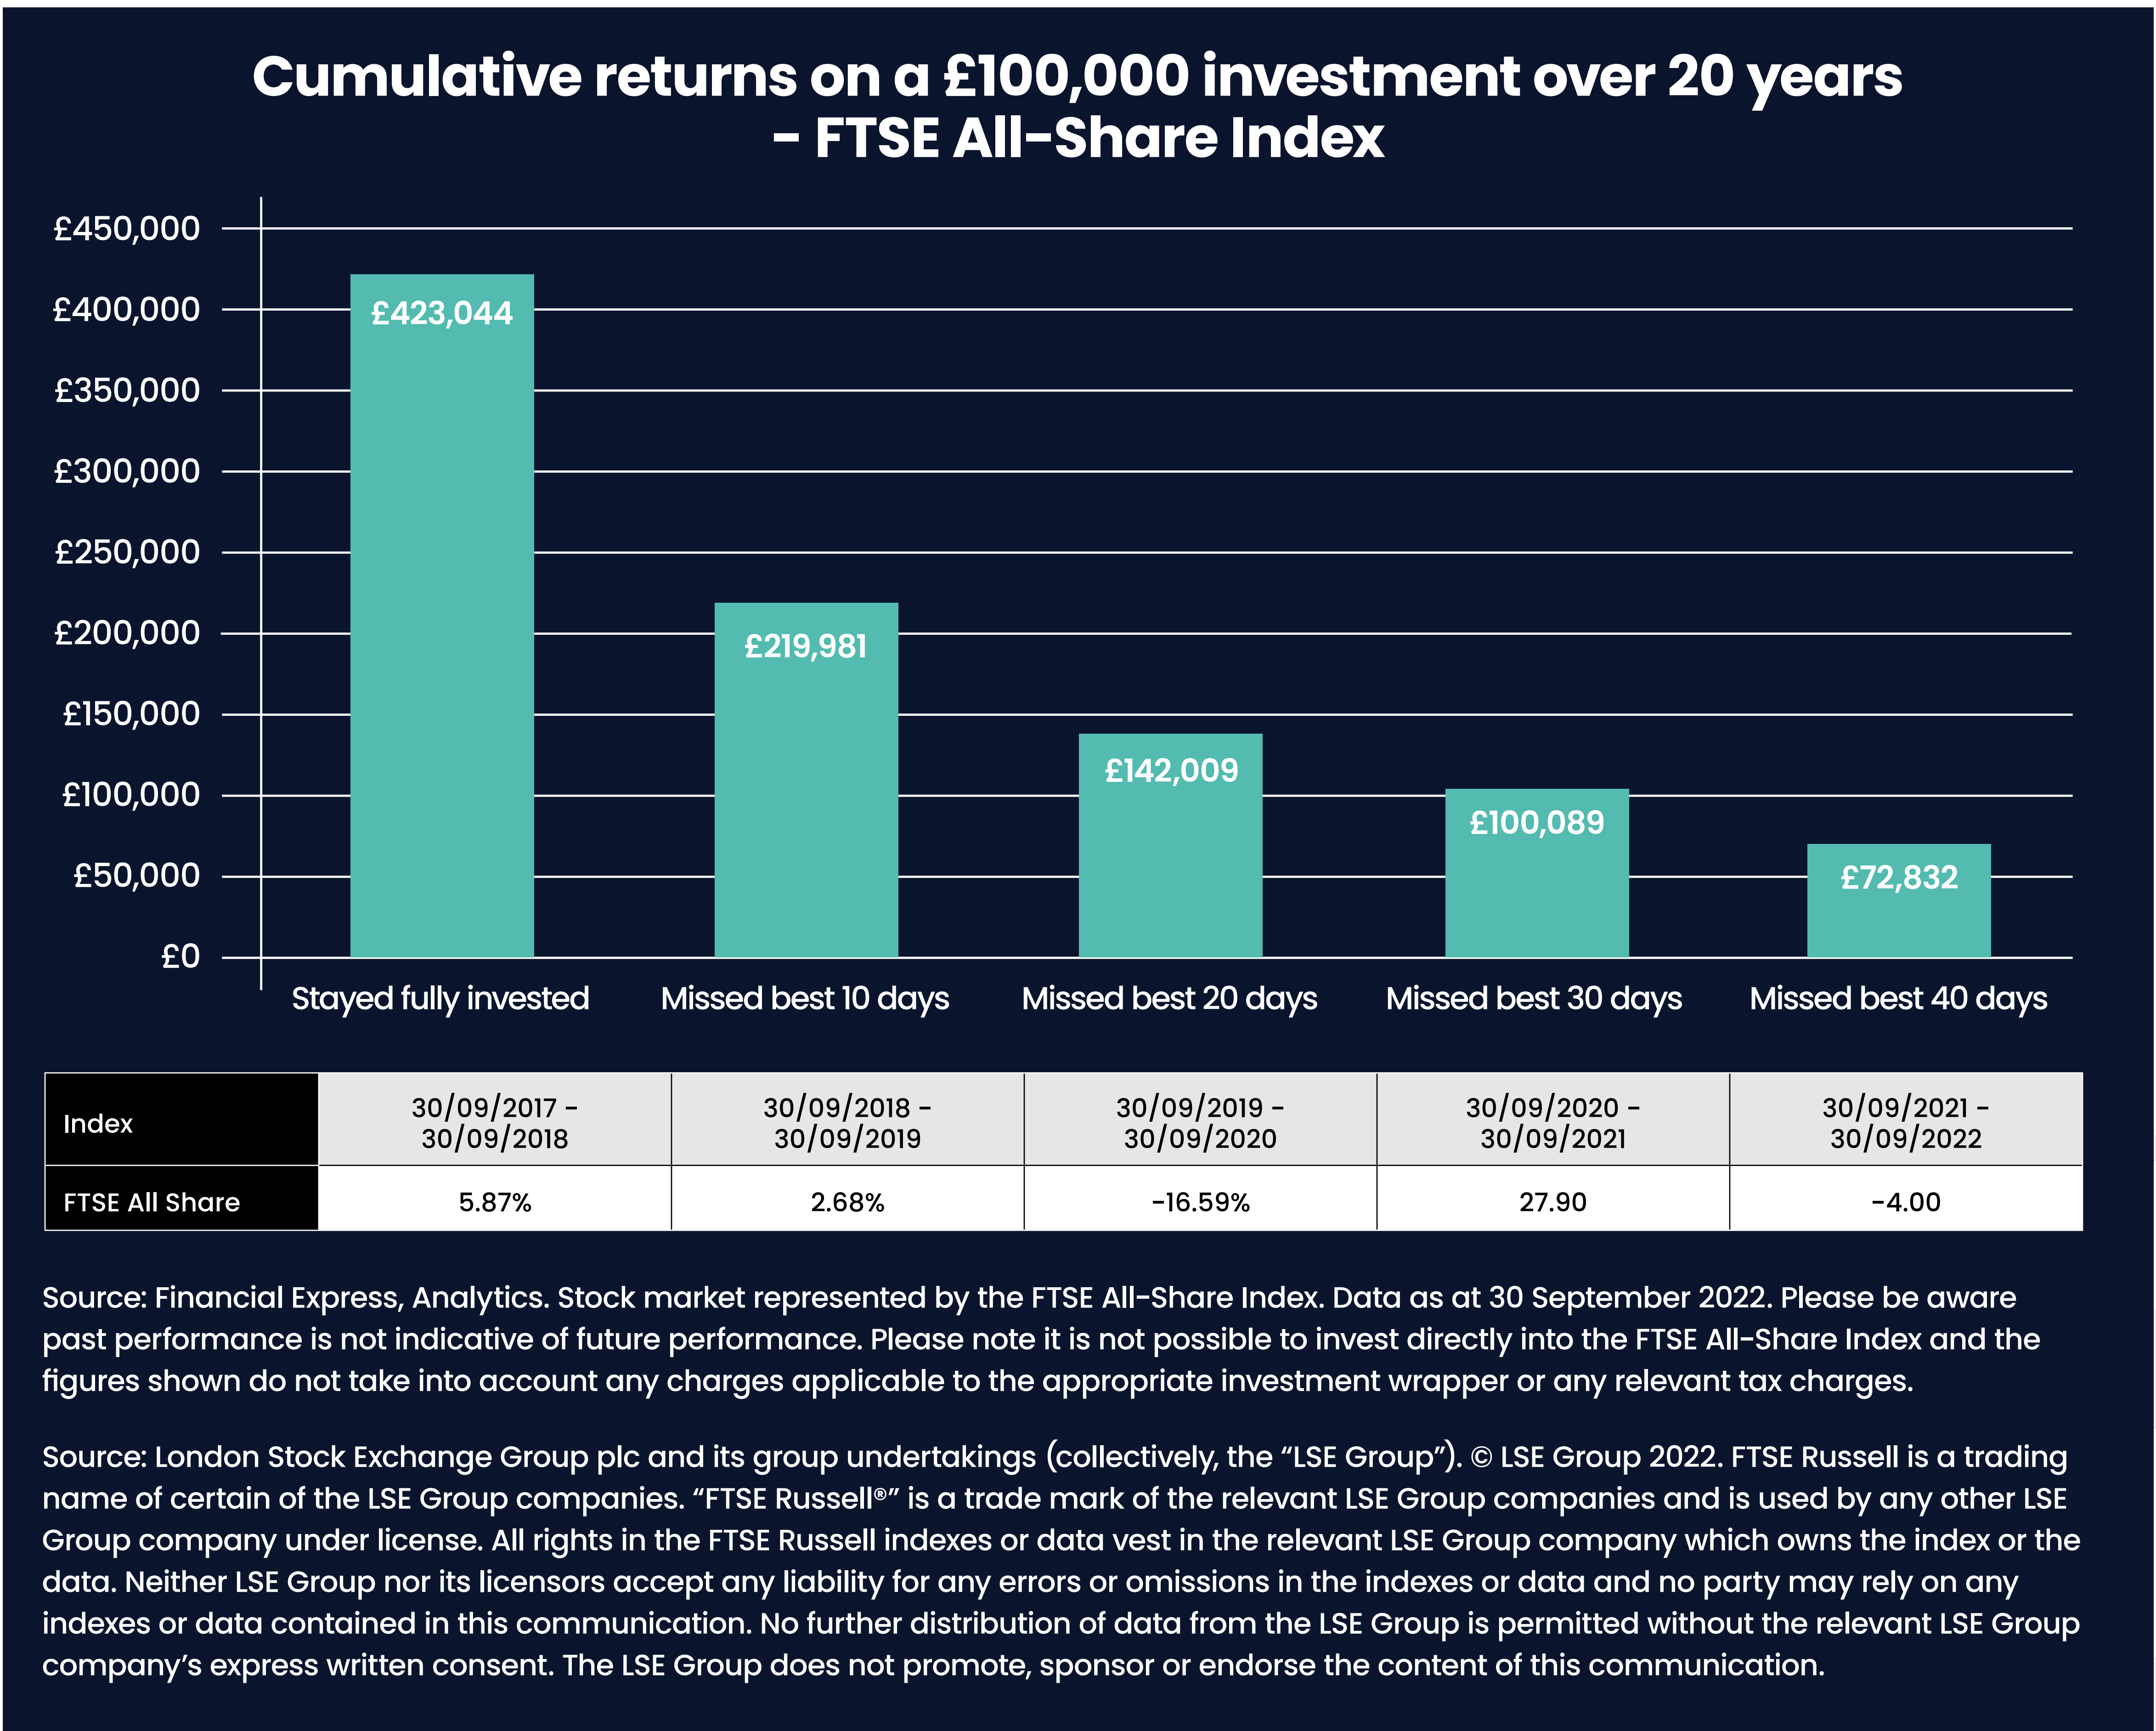 Cumulative returns on a £100,000 investment over 20 years
- FTSE All-Share Index
£450,000
£400,000
£350,000
£300,000
£250,000
£200,000
£150,000
£100,000
£50,000
£0
£423,044
£219,981
£142,009
£100,089
£72,832
Stayed fully invested
Missed best 10 days
Missed best 20 days
Missed best 30 days
Missed best 40 days
Index
30/09/2017 -
30/09/2018
30/09/2018 -
30/09/2019
30/09/2019 -
30/09/2020
30/09/2020 -
30/09/2021
30/09/2021 -
30/09/2022
FTSE All Share
5.87%
2.68%
-16.59%
27.90
-4.00
Source: Financial Express, Analytics. Stock market represented by the FTSE All-Share Index. Data as at 30 September 2022. Please be aware
past performance is not indicative of future performance. Please note it is not possible to invest directly into the FTSE All-Share Index and the
figures shown do not take into account any charges applicable to the appropriate investment wrapper or any relevant tax charges.
Source: London Stock Exchange Group plc and its group undertakings (collectively, the “LSE Group”). © LSE Group 2022. FTSE Russell is a trading
name of certain of the LSE Group companies. “FTSE Russell®” is a trade mark of the relevant LSE Group companies and is used by any other LSE
Group company under license. All rights in the FTSE Russell indexes or data vest in the relevant LSE Group company which owns the index or the
data. Neither LSE Group nor its licensors accept any liability for any errors or omissions in the indexes or data and no party may rely on any
indexes or data contained in this communication. No further distribution of data from the LSE Group is permitted without the relevant LSE Group
company’s express written consent. The LSE Group does not promote, sponsor or endorse the content of this communication.